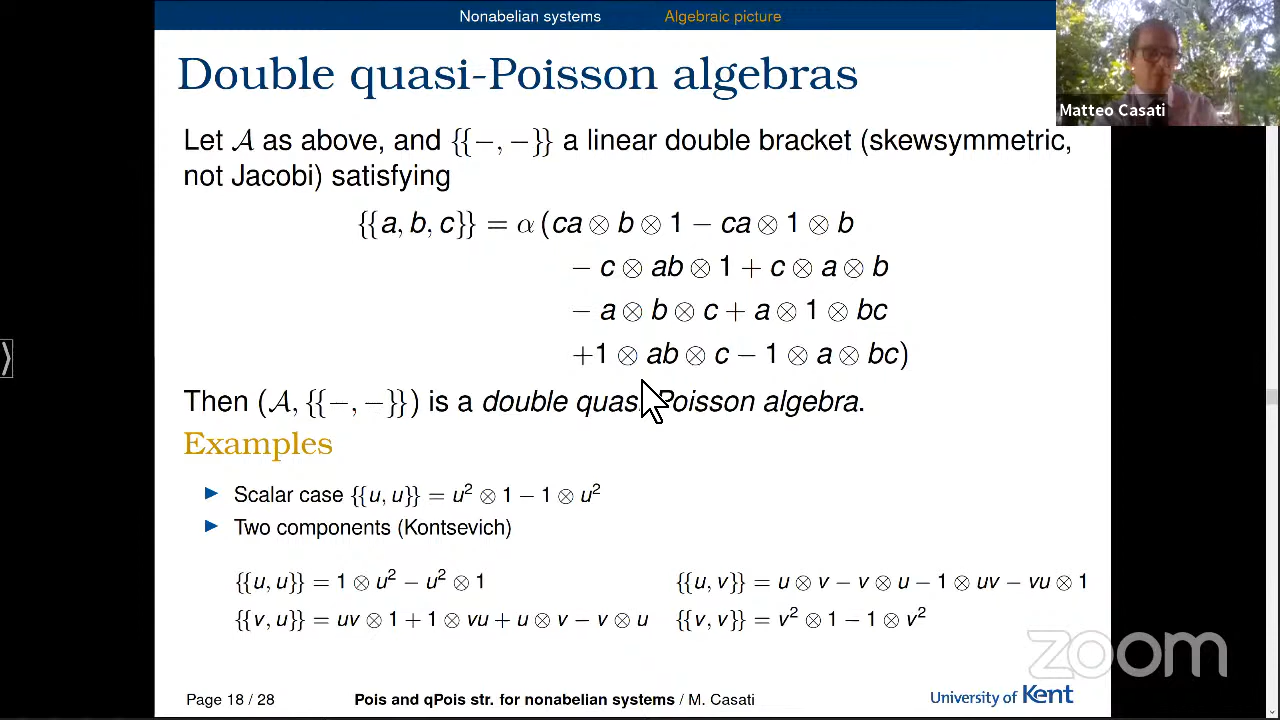 Nonabelian systems Algebraic picture
Double quasi-Poisson algebras
Matteo Casati
Let 𝒜 as above, and {{−, −}} a linear double bracket (skewsymmetric,
not Jacobi) satisfying
{{a, b, c}} = α (ca ⊗ b ⊗ 1 − ca ⊗ 1 ⊗ b
− c ⊗ ab ⊗ 1 + c ⊗ a ⊗ b
− a ⊗ b ⊗ c + a ⊗ 1 ⊗ bc
+1 ⊗ ab ⊗ c − 1 ⊗ a ⊗ bc)
Then (𝒜, {{−, −}}) is a double quasi-Poisson algebra.
Examples
▶ Scalar case {{u, u}} = u² ⊗ 1 − 1 ⊗ u²
▶ Two components (Kontsevich)
{{u, u}} = 1 ⊗ u² − u² ⊗ 1 {{u, v}} = u ⊗ v − v ⊗ u − 1 ⊗ uv − vu ⊗ 1
{{v, u}} = uv ⊗ 1 + 1 ⊗ vu + u ⊗ v − v ⊗ u {{v, v}} = v² ⊗ 1 − 1 ⊗ v²
zoom
Page 18 / 28 Pois and qPois str. for nonabelian systems / M. Casati University of Kent